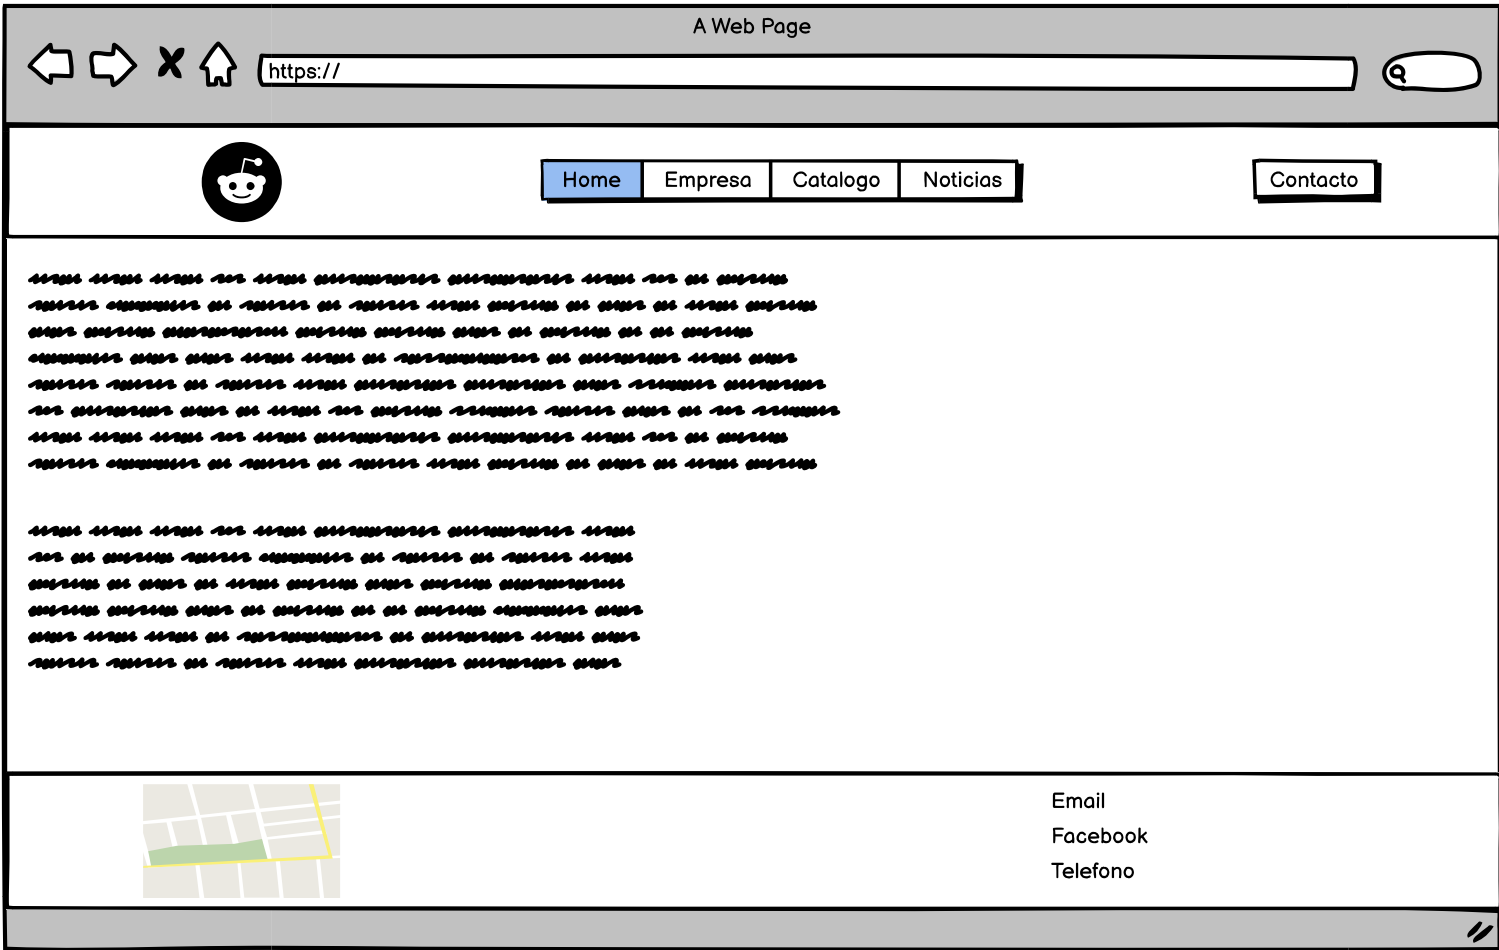 A Web Page
https://
Home Empresa Catalogo Noticias Contacto
Email
Facebook
Telefono